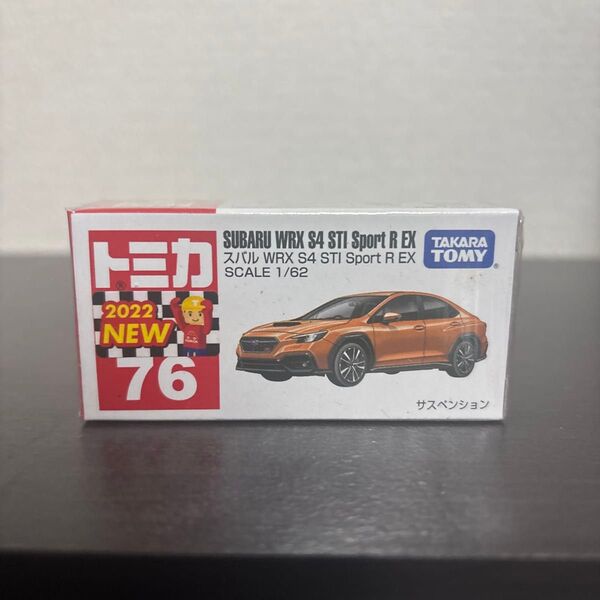 トミカ
®
2022
NEW
76
SUBARU WRX S4 STI Sport R EX
スバル WRX S4 STI Sport R EX
SCALE 1/62
TAKARA
TOMY®
サスペンション